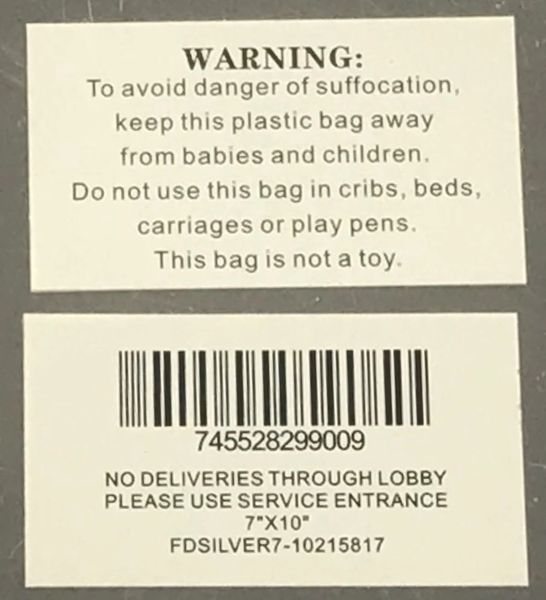 WARNING:
To avoid danger of suffocation,
keep this plastic bag away
from babies and children.
Do not use this bag in cribs, beds,
carriages or play pens.
This bag is not a toy.
745528299009
NO DELIVERIES THROUGH LOBBY
PLEASE USE SERVICE ENTRANCE
7"X10"
FDSILVER7-10215817